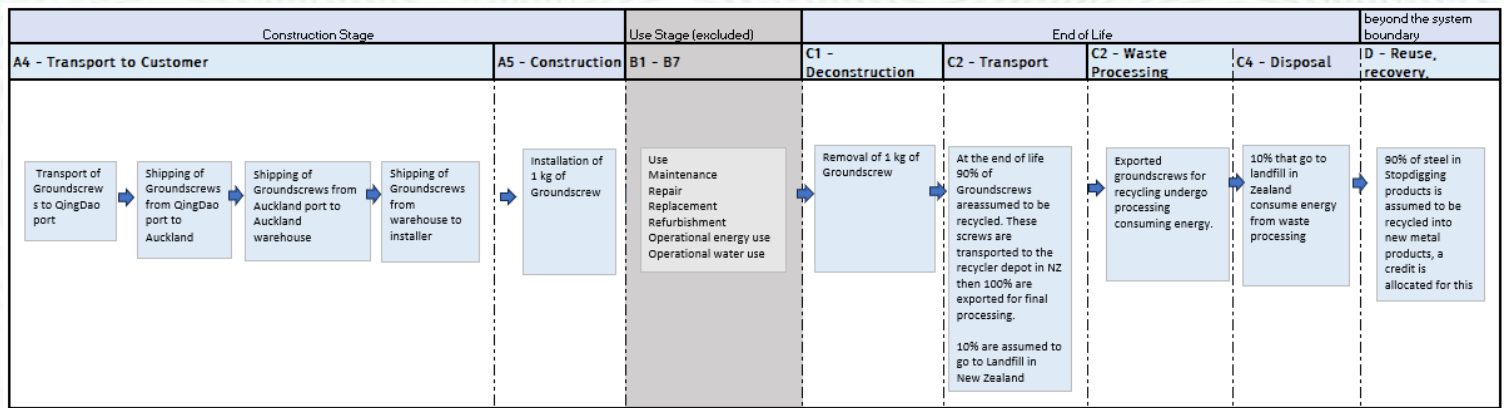 Construction Stage
Use Stage (excluded)
End of Life
beyond the system
boundary
A4 - Transport to Customer
A5 - Construction
B1 - B7
C1 -
Deconstruction
C2 - Transport
C2 - Waste
Processing
C4 - Disposal
D - Reuse,
recovery,
Transport of
Groundscrew
s to QingDao
port
Shipping of
Groundscrews
from QingDao
port to
Auckland
Shipping of
Groundscrews from
Auckland port to
Auckland
warehouse
Shipping of
Groundscrews
from
warehouse to
installer
Installation of
1 kg of
Groundscrew
Use
Maintenance
Repair
Replacement
Refurbishment
Operational energy use
Operational water use
Removal of 1 kg of
Groundscrew
At the end of life
90% of
Groundscrews
areassumed to be
recycled. These
screws are
transported to the
recycler depot in NZ
then 100% are
exported for final
processing.
10% are assumed to
go to Landfill in
New Zealand
Exported
groundscrews for
recycling undergo
processing
consuming energy.
10% that go to
landfill in
Zealand
consume energy
from waste
processing
90% of steel in
Stopdigging
products is
assumed to be
recycled into
new metal
products, a
credit is
allocated for this